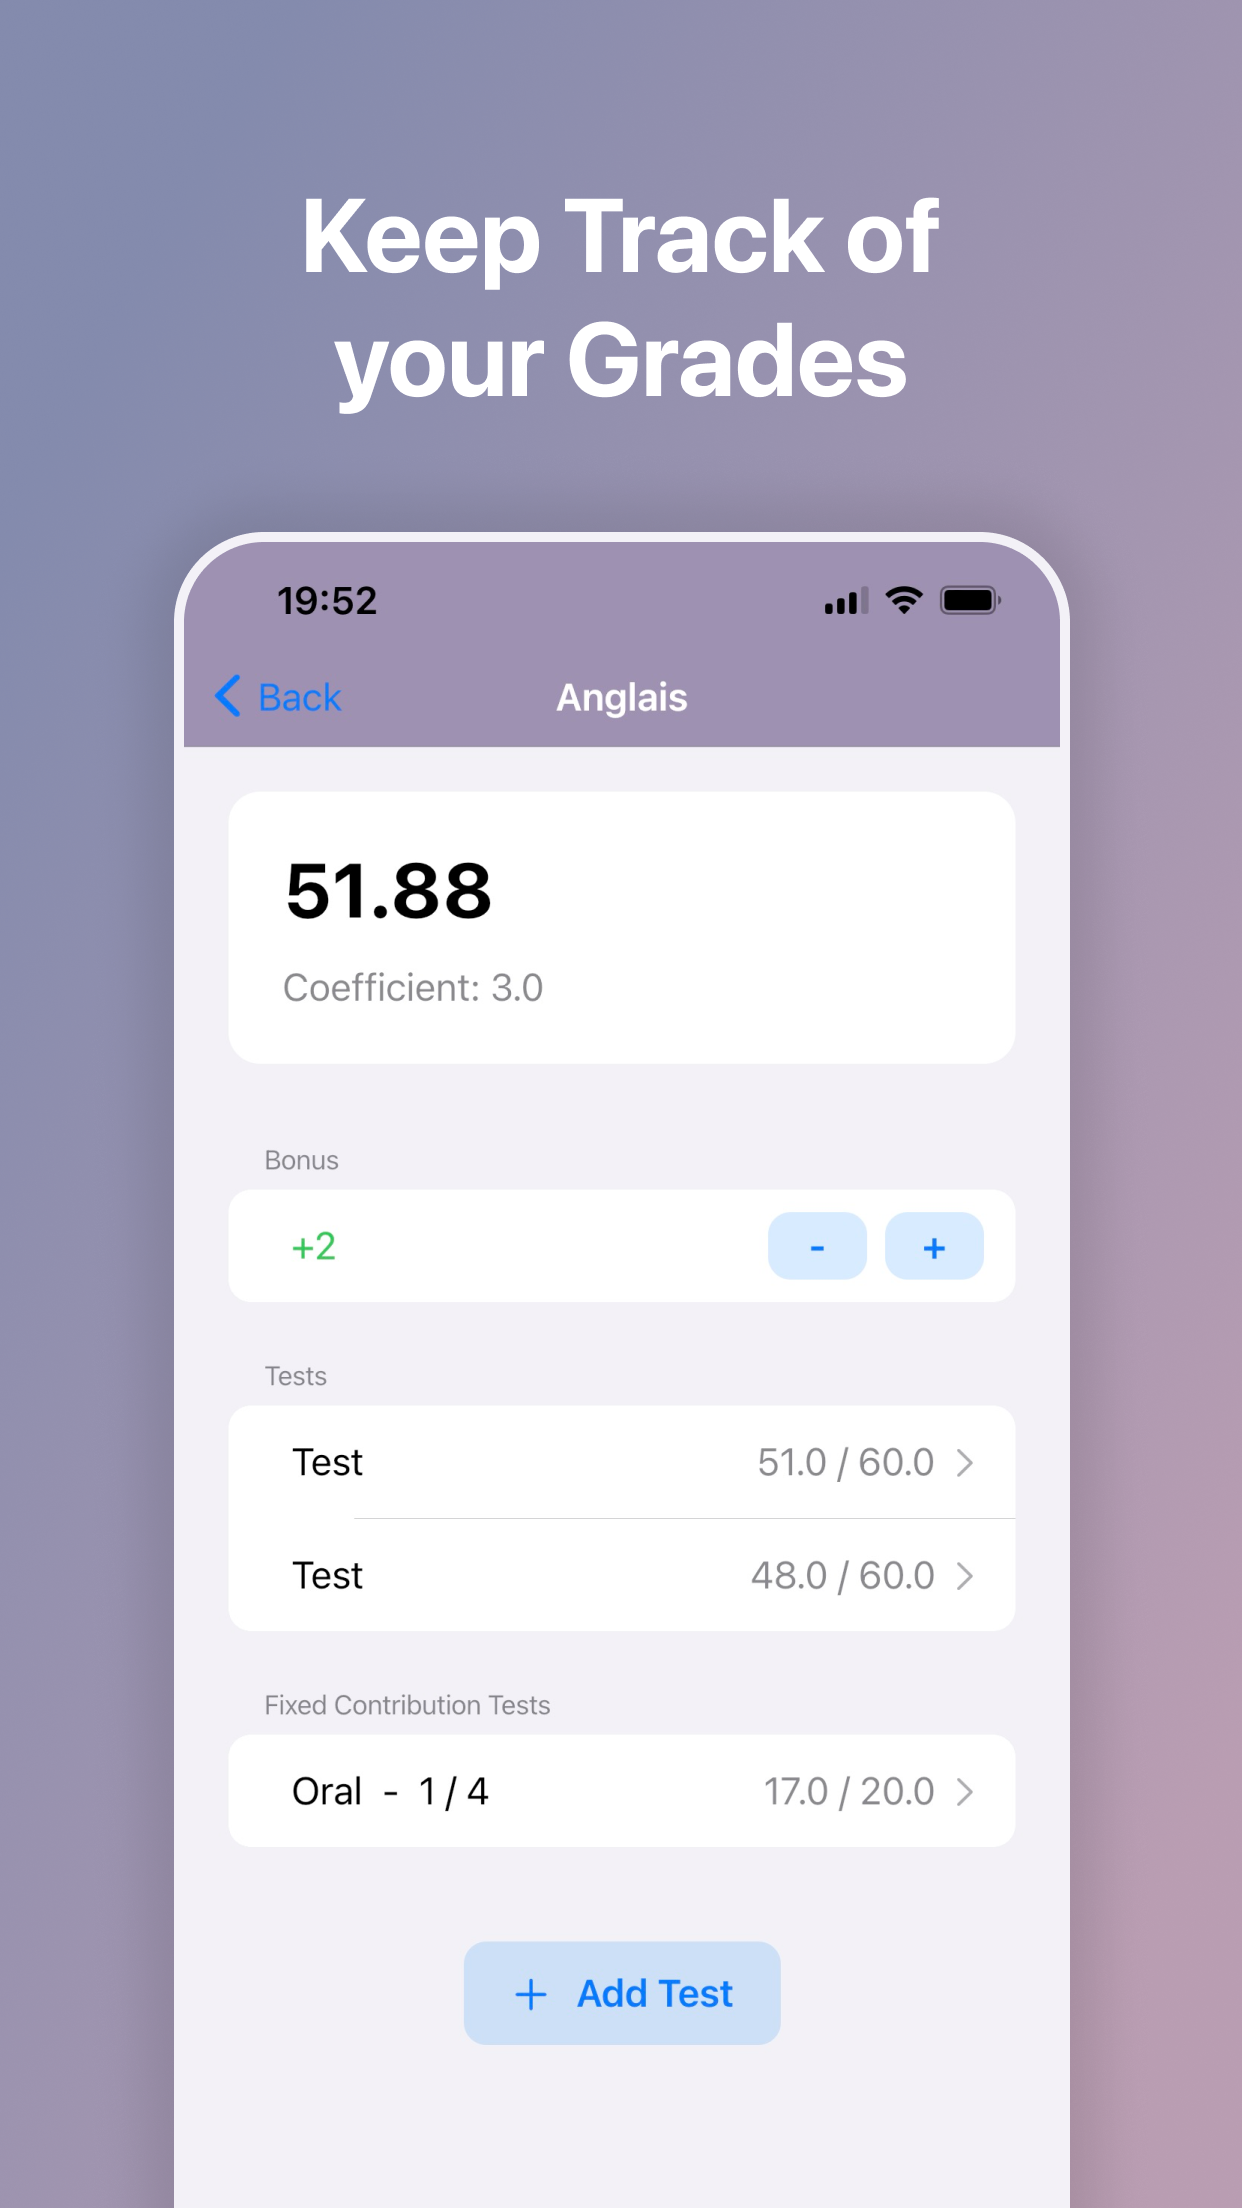 Keep Track of
your Grades
19:52
Back
Anglais
51.88
Coefficient: 3.0
Bonus
+2
-
+
Tests
Test
51.0 / 60.0
Test
48.0 / 60.0
Fixed Contribution Tests
Oral - 1 / 4
17.0 / 20.0
+ Add Test